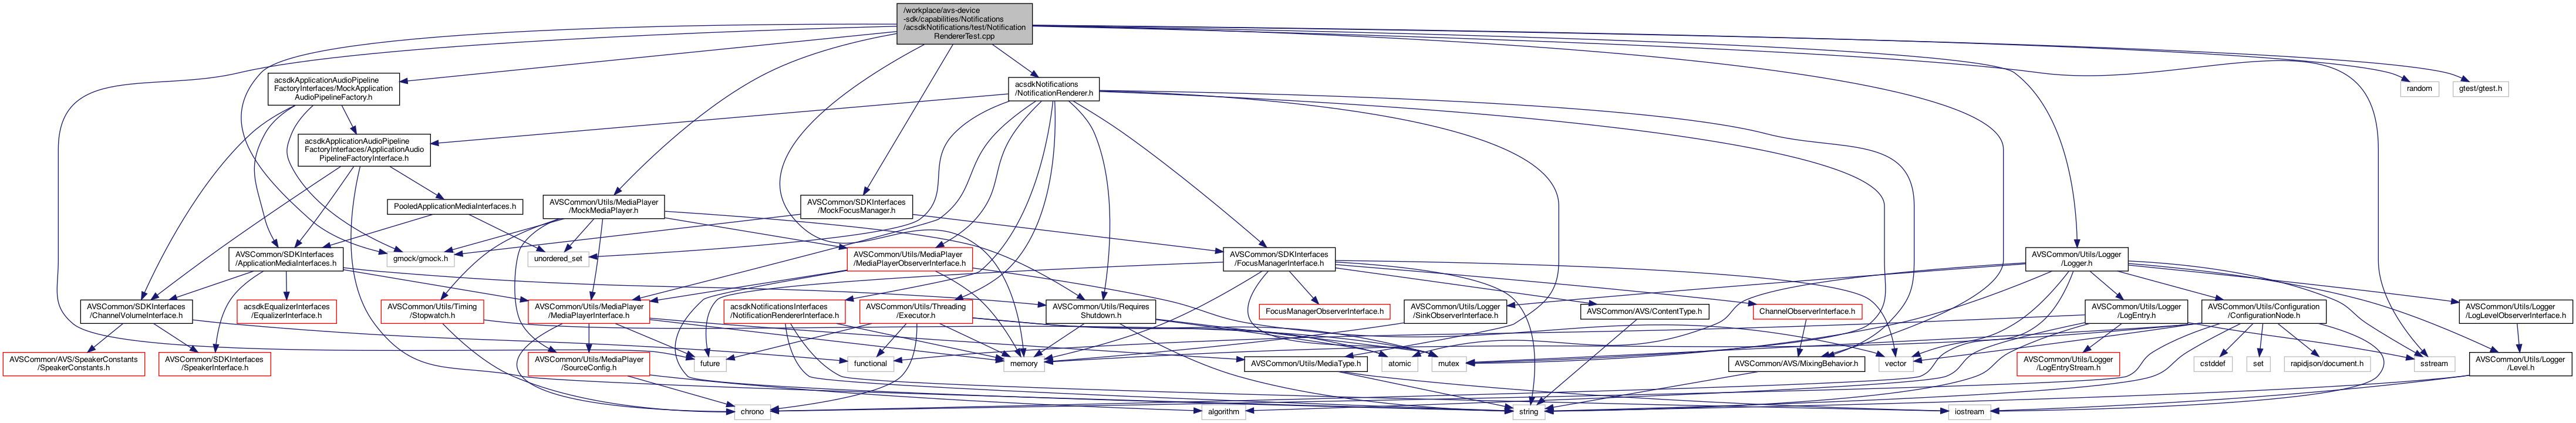 /workplace/avs-device
-sdk/capabilities/Notifications
/acsdkNotifications/test/Notification
RendererTest.cpp
acsdkApplicationAudioPipeline
FactoryInterfaces/MockApplication
AudioPipelineFactory.h
acsdkNotifications
/NotificationRenderer.h
random
gtest/gtest.h
acsdkApplicationAudioPipeline
FactoryInterfaces/ApplicationAudio
PipelineFactoryInterface.h
PooledApplicationMediaInterfaces.h
AVSCommon/Utils/MediaPlayer
/MockMediaPlayer.h
AVSCommon/SDKInterfaces
/MockFocusManager.h
AVSCommon/SDKInterfaces
/ApplicationMediaInterfaces.h
gmock/gmock.h
unordered_set
AVSCommon/Utils/MediaPlayer
/MediaPlayerObserverInterface.h
AVSCommon/SDKInterfaces
/FocusManagerInterface.h
AVSCommon/Utils/Logger
/Logger.h
AVSCommon/SDKInterfaces
/ChannelVolumeInterface.h
acsdkEqualizerInterfaces
/EqualizerInterface.h
AVSCommon/Utils/Timing
/Stopwatch.h
AVSCommon/Utils/MediaPlayer
/MediaPlayerInterface.h
acsdkNotificationsInterfaces
/NotificationRendererInterface.h
AVSCommon/Utils/Threading
/Executor.h
AVSCommon/Utils/Requires
Shutdown.h
FocusManagerObserverInterface.h
AVSCommon/Utils/Logger
/SinkObserverInterface.h
AVSCommon/AVS/ContentType.h
ChannelObserverInterface.h
AVSCommon/Utils/Logger
/LogEntry.h
AVSCommon/Utils/Configuration
/ConfigurationNode.h
AVSCommon/Utils/Logger
/LogLevelObserverInterface.h
AVSCommon/AVS/SpeakerConstants
/SpeakerConstants.h
AVSCommon/SDKInterfaces
/SpeakerInterface.h
AVSCommon/Utils/MediaPlayer
/SourceConfig.h
future
functional
memory
AVSCommon/Utils/MediaType.h
atomic
mutex
AVSCommon/AVS/MixingBehavior.h
vector
AVSCommon/Utils/Logger
/LogEntryStream.h
cstddef
set
rapidjson/document.h
sstream
AVSCommon/Utils/Logger
/Level.h
chrono
algorithm
string
iostream